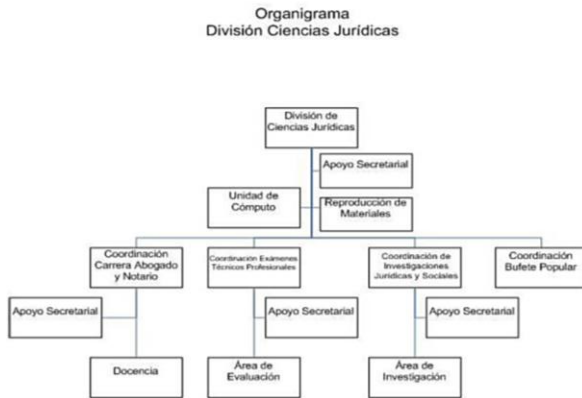 Organigrama
División Ciencias Jurídicas
División de
Ciencias Jurídicas
Apoyo Secretarial
Unidad de
Cómputo
Reproducción de
Materiales
Coordinación
Carrera Abogado
y Notario
Coordinación Exámenes
Técnicos Profesionales
Coordinación de
Investigaciones
Jurídicas y Sociales
Coordinación
Bufete Popular
Apoyo Secretarial
Apoyo Secretarial
Apoyo Secretarial
Docencia
Área de
Evaluación
Área de
Investigación